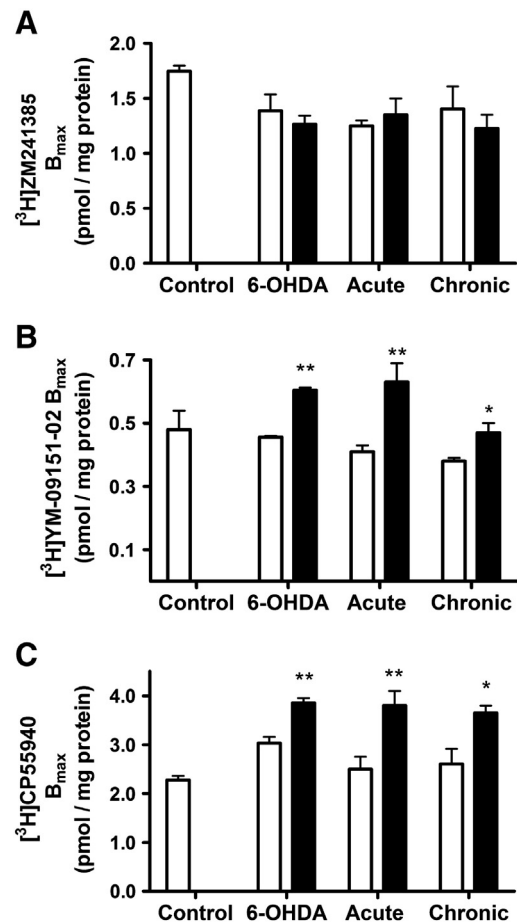 A
[³H]ZM241385
Bmax
(pmol / mg protein)
2.0
1.5
1.0
0.5
0.0
Control 6-OHDA Acute Chronic
B
[³H]YM-09151-02 Bmax
(pmol / mg protein)
0.7
0.5
0.3
0.1
** ** *
Control 6-OHDA Acute Chronic
C
[³H]CP55940
Bmax
(pmol / mg protein)
4.0
3.0
2.0
1.0
0.0
** ** *
Control 6-OHDA Acute Chronic